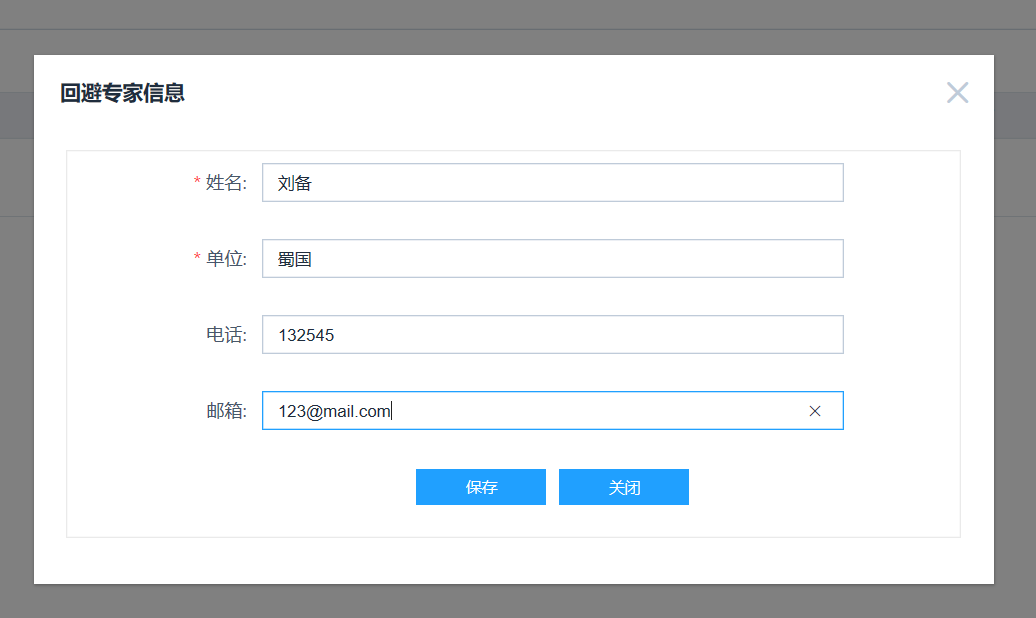 回避专家信息
* 姓名: 刘备
* 单位: 蜀国
电话: 132545
邮箱: 123@mail.com
保存 关闭